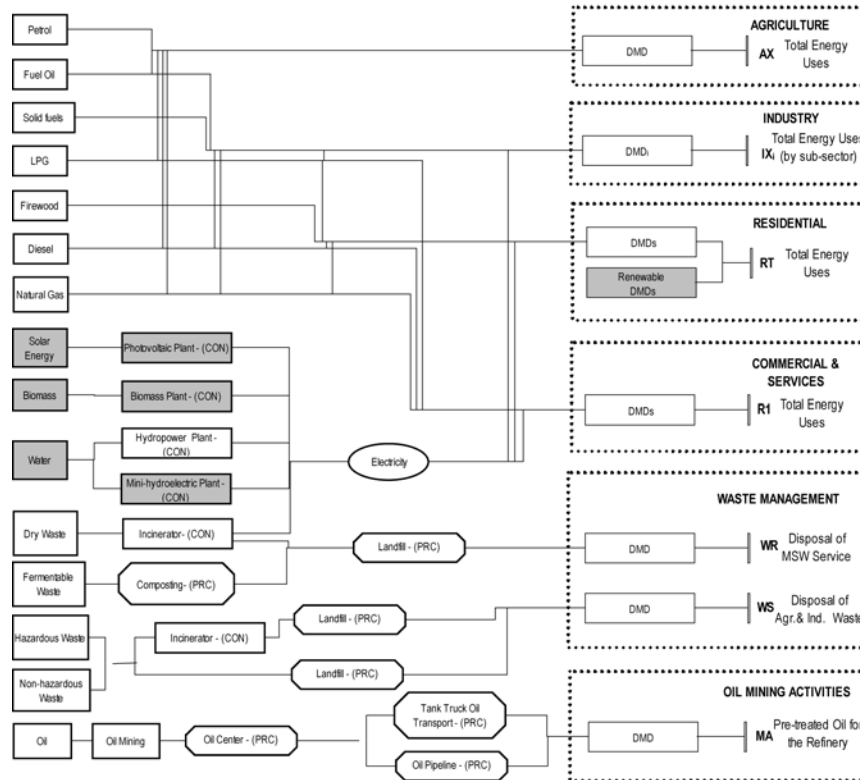 Petrol
Fuel Oil
Solid fuels
LPG
Firewood
Diesel
Natural Gas
Solar
Energy
Photovoltaic Plant - (CON)
Biomass
Biomass Plant - (CON)
Water
Hydropower Plant -
(CON)
Mini-hydroelectric Plant -
(CON)
Electricity
Dry Waste
Incinerator- (CON)
Landfill - (PRC)
Fermentable
Waste
Composting- (PRC)
Hazardous Waste
Non-hazardous
Waste
Incinerator - (CON)
Landfill - (PRC)
Landfill - (PRC)
Oil
Oil Mining
Oil Center - (PRC)
Tank Truck Oil
Transport - (PRC)
Oil Pipeline - (PRC)
AGRICULTURE
DMD
AX
Total Energy
Uses
INDUSTRY
DMDi
IXi
Total Energy Uses
(by sub-sector)
RESIDENTIAL
DMDs
Renewable
DMDs
RT
Total Energy
Uses
COMMERCIAL &
SERVICES
DMDs
R1
Total Energy
Uses
WASTE MANAGEMENT
DMD
WR
Disposal of
MSW Service
DMD
WS
Disposal of
Agr.& Ind. Waste
OIL MINING ACTIVITIES
DMD
MA
Pre-treated Oil for
the Refinery